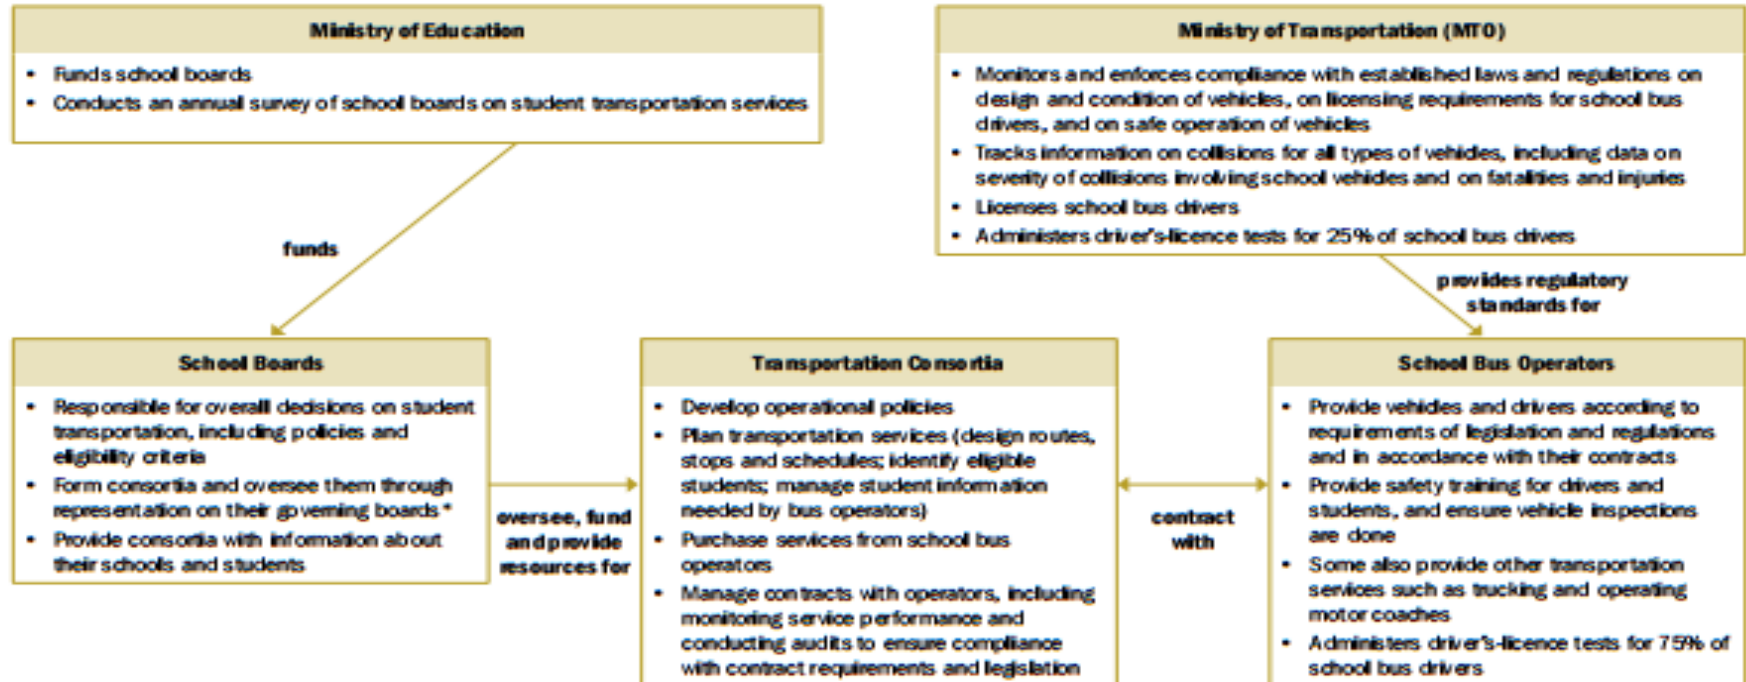 Ministry of Education
• Funds school boards
• Conducts an annual survey of school boards on student transportation services
Ministry of Transportation (MTO)
• Monitors and enforces compliance with established laws and regulations on
design and condition of vehicles, on licensing requirements for school bus
drivers, and on safe operation of vehicles
• Tracks information on collisions for all types of vehicles, including data on
severity of collisions involving school vehicles and on fatalities and injuries
• Licenses school bus drivers
• Administers driver's-licence tests for 25% of school bus drivers
funds
provides regulatory
standards for
School Boards
• Responsible for overall decisions on student
transportation, including policies and
eligibility criteria
• Form consortia and oversee them through
representation on their governing boards*
• Provide consortia with information about
their schools and students
oversee, fund
and provide
resources for
Transportation Consortia
• Develop operational policies
• Plan transportation services (design routes,
stops and schedules; identify eligible
students; manage student information
needed by bus operators)
• Purchase services from school bus
operators
• Manage contracts with operators, including
monitoring service performance and
conducting audits to ensure compliance
with contract requirements and legislation
contract
with
School Bus Operators
• Provide vehicles and drivers according to
requirements of legislation and regulations
and in accordance with their contracts
• Provide safety training for drivers and
students, and ensure vehicle inspections
are done
• Some also provide other transportation
services such as trucking and operating
motor coaches
• Administers driver's-licence tests for 75% of
school bus drivers